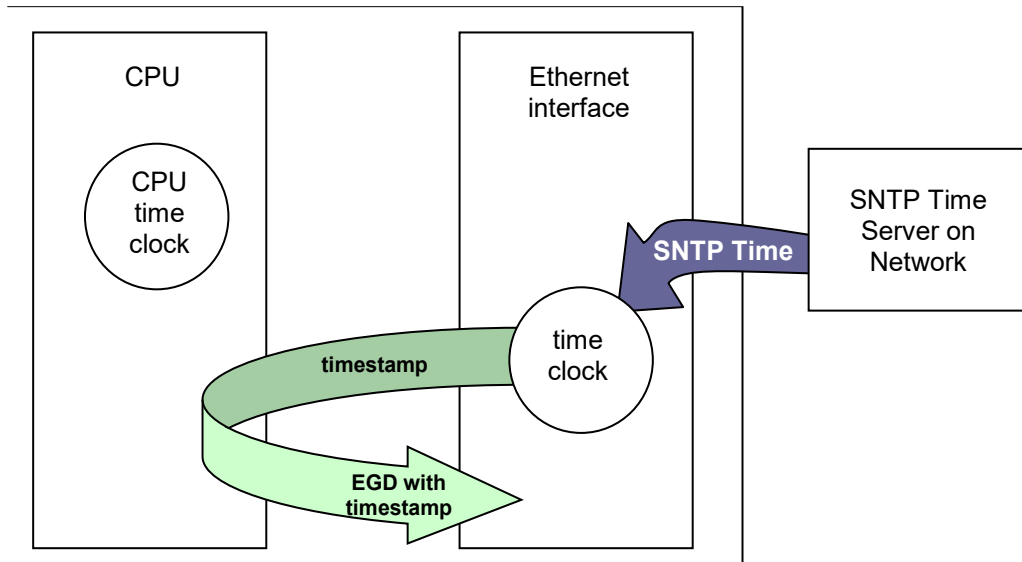 CPU
CPU
time
clock
Ethernet
interface
SNTP Time
SNTP Time
Server on
Network
time
clock
timestamp
EGD with
timestamp